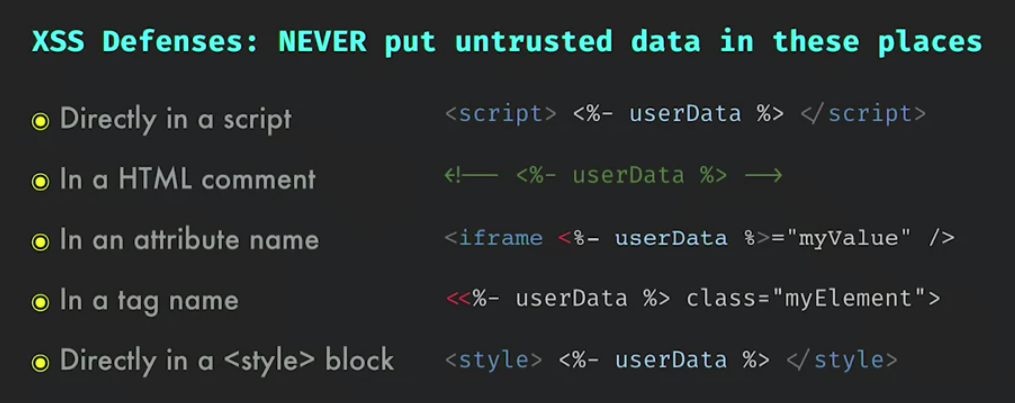 XSS Defenses: NEVER put untrusted data in these places
Directly in a script <script> <%- userData %> </script>
In a HTML comment <!-- <%- userData %> -->
In an attribute name <iframe <%- userData %>="myValue" />
In a tag name <<%- userData %> class="myElement">
Directly in a <style> block <style> <%- userData %> </style>